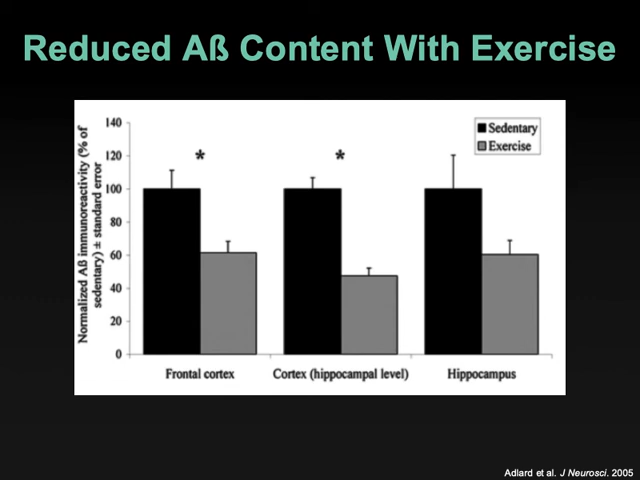 Reduced Aß Content With Exercise
Normalized Aß immunoreactivity (% of
sedentary) ± standard error
140
120
100
80
60
40
20
0
*
*
Sedentary
Exercise
Frontal cortex
Cortex (hippocampal level)
Hippocampus
Adlard et al. J Neurosci. 2005